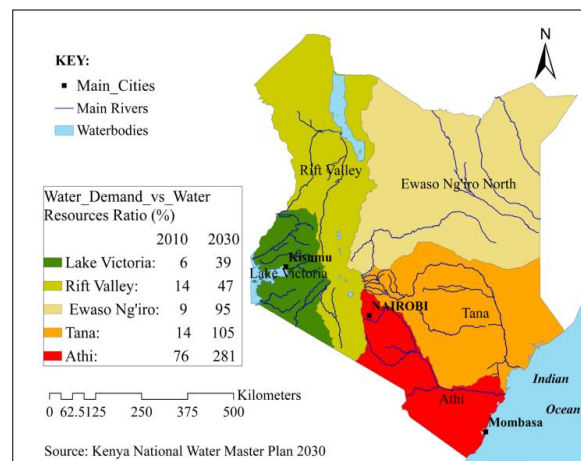 N
KEY:
Main_Cities
Main Rivers
Waterbodies
Water_Demand_vs_Water
Resources Ratio (%)
2010 2030
Lake Victoria: 6 39
Rift Valley: 14 47
Ewaso Ng'iro: 9 95
Tana: 14 105
Athi: 76 281
Kilometers
0 62.5125 250 375 500
Source: Kenya National Water Master Plan 2030
Rift Valley
Ewaso Ng'iro North
Kisumu
Lake Victoria
NAIROBI
Tana
Athi
Indian
Ocean
Mombasa